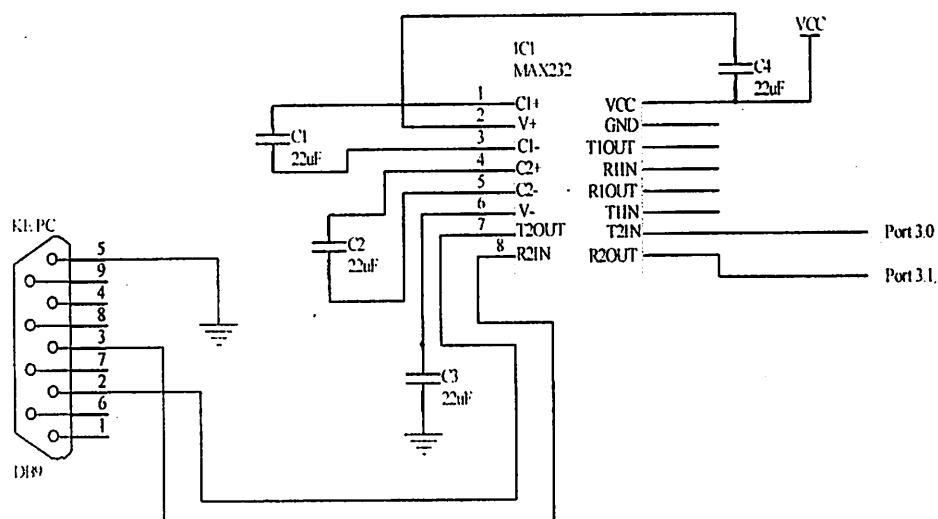 VCC
IC1
MAX232
C4
22uF
1 C1+ VCC
2 V+ GND
3 C1- T1OUT
4 C2+ R1IN
5 C2- R1OUT
6 V- T1IN
7 T2OUT T2IN
8 R2IN R2OUT
C1
22uF
C2
22uF
C3
22uF
Port 3.0
Port 3.1,
KE PC
5
9
4
8
3
7
2
6
1
DB9